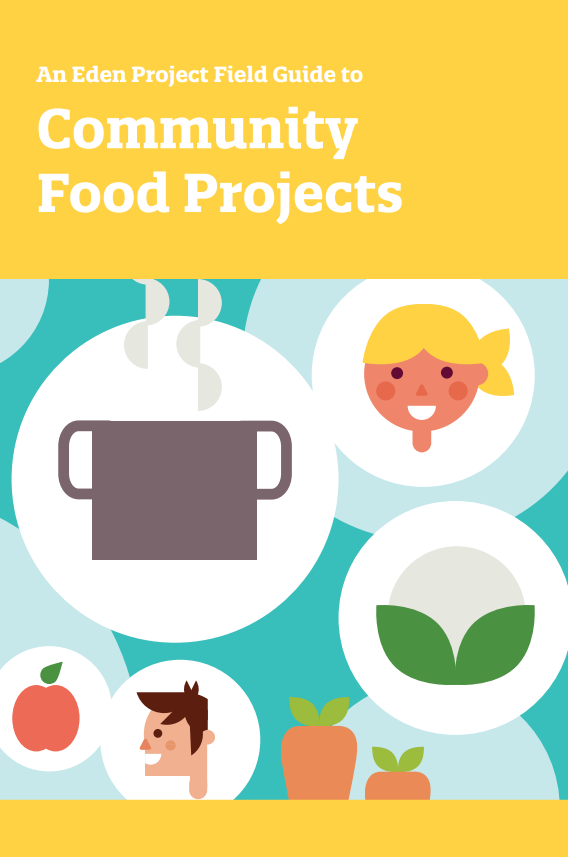 An Eden Project Field Guide to
Community
Food Projects